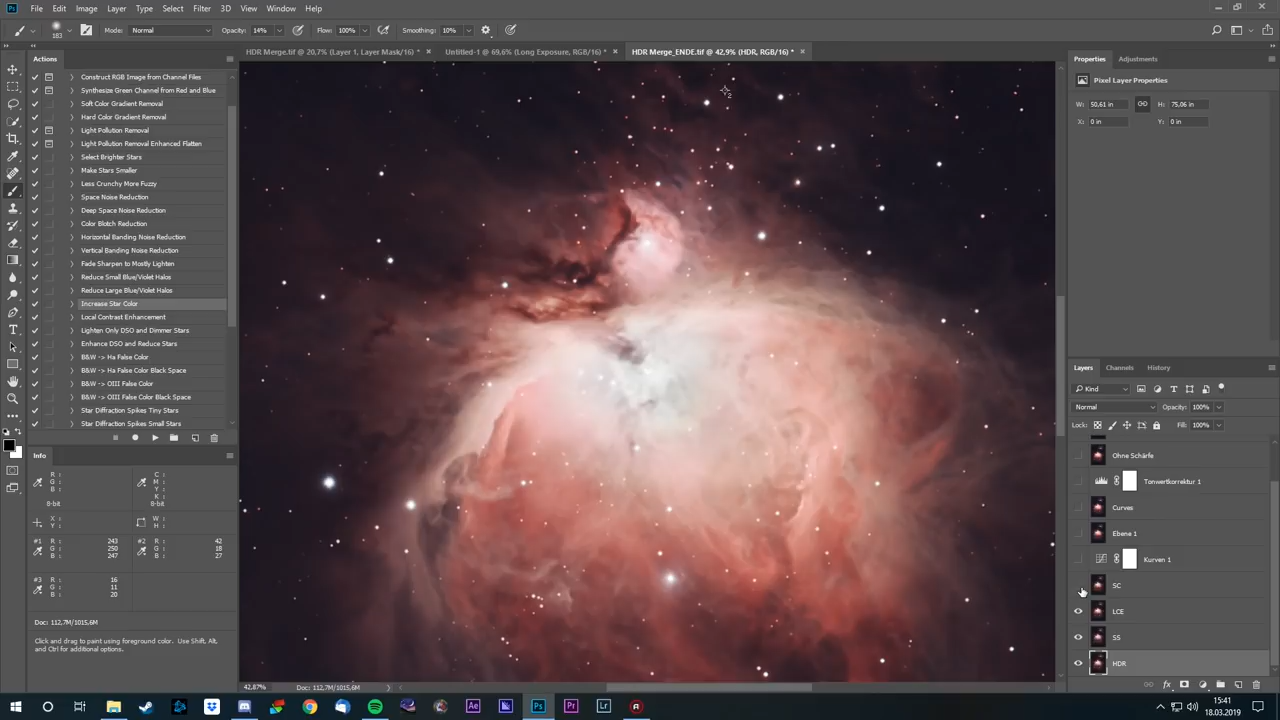 File Edit Image Layer Type Select Filter 3D View Window Help
183 Mode: Normal Opacity: 14% Flow: 100% Smoothing: 10%
HDR Merge.tif @ 20,7% (Layer 1, Layer Mask/16) * × Untitled-1 @ 69,6% (Long Exposure, RGB/16) * × HDR Merge_ENDE.tif @ 42,9% (HDR, RGB/16) * ×
Actions
Construct RGB Image from Channel Files
Synthesize Green Channel from Red and Blue
Soft Color Gradient Removal
Hard Color Gradient Removal
Light Pollution Removal
Light Pollution Removal Enhanced Flatten
Select Brighter Stars
Make Stars Smaller
Less Crunchy More Fuzzy
Space Noise Reduction
Deep Space Noise Reduction
Color Blotch Reduction
Horizontal Banding Noise Reduction
Vertical Banding Noise Reduction
Fade Sharpen to Mostly Lighten
Reduce Small Blue/Violet Halos
Reduce Large Blue/Violet Halos
Increase Star Color
Local Contrast Enhancement
Lighten Only DSO and Dimmer Stars
Enhance DSO and Reduce Stars
B&W -> Ha False Color
B&W -> Ha False Color Black Space
B&W -> OIII False Color
B&W -> OIII False Color Black Space
Star Diffraction Spikes Tiny Stars
Star Diffraction Spikes Small Stars
Info
R : C :
G : M :
B : Y :
K :
8-bit 8-bit
X : W :
Y : H :
#1 R : 243 #2 R : 42
G : 250 G : 18
B : 247 B : 27
#3 R : 16
G : 11
B : 20
Doc: 112,7M/1015,6M
Click and drag to paint using foreground color. Use Shift, Alt, and Ctrl for additional options.
42,87% Doc: 112,7M/1015,6M
Properties Adjustments
Pixel Layer Properties
W: 50,61 in H: 75,06 in
X: 0 in Y: 0 in
Layers Channels History
Kind
Normal Opacity: 100%
Lock: Fill: 100%
Ohne Schärfe
Tonwertkorrektur 1
Curves
Ebene 1
Kurven 1
SC
LCE
SS
HDR
fx
Ae Ps Pr Lr
15:41
18.03.2019